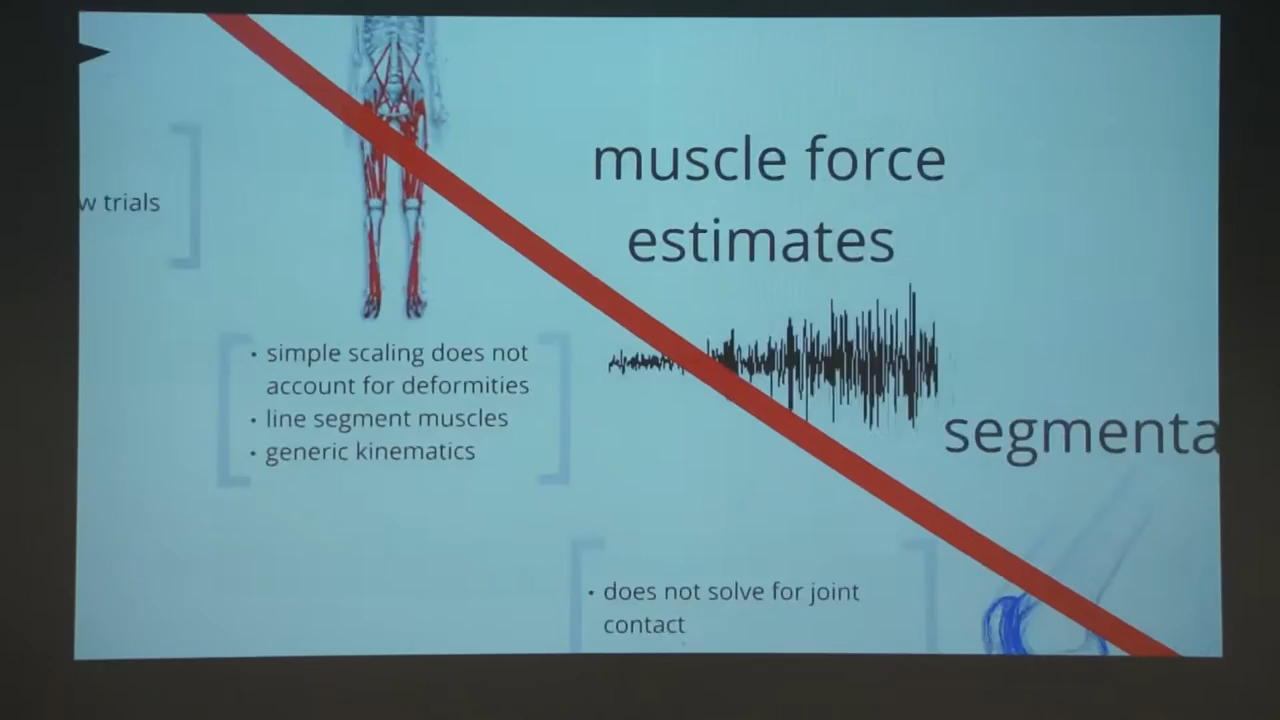 w trials
• simple scaling does not
account for deformities
• line segment muscles
• generic kinematics
muscle force
estimates
segmenta
• does not solve for joint
contact